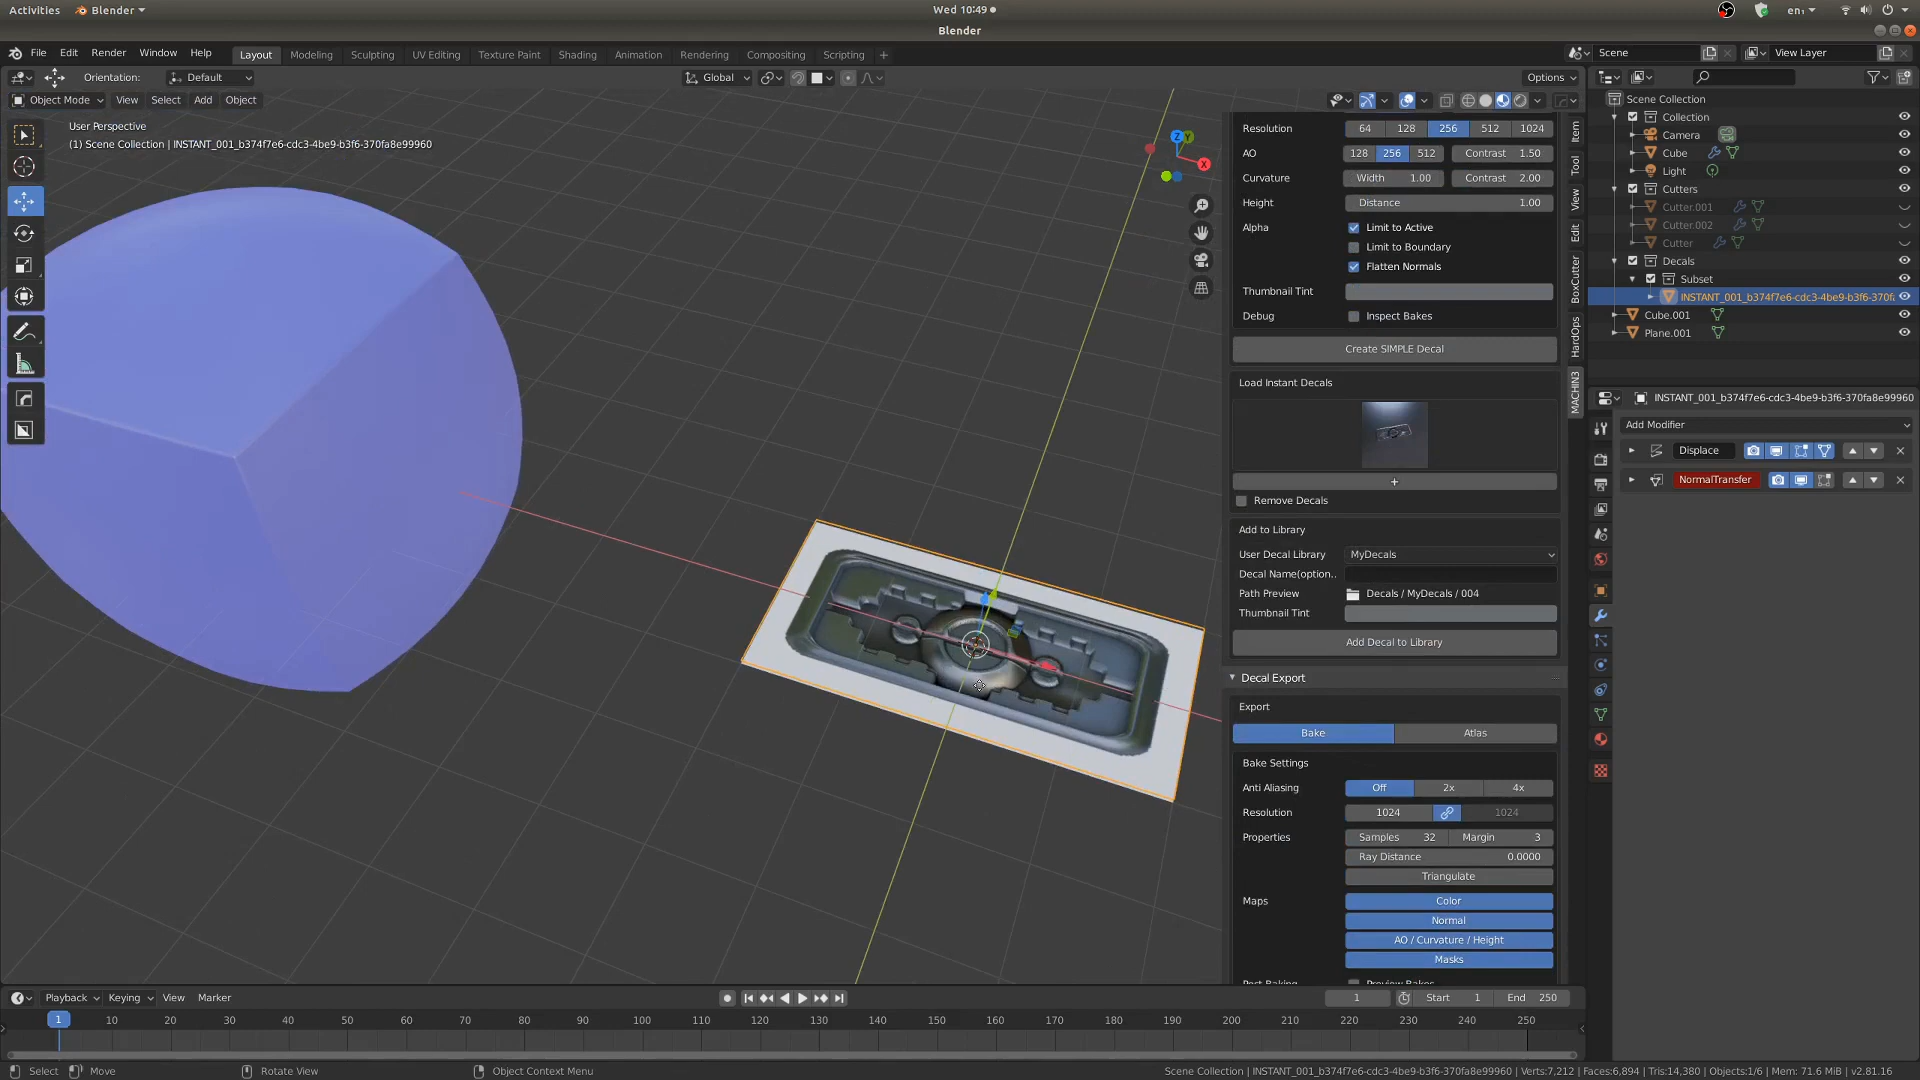 Activities Blender Wed 10:49 en₁
Blender
File Edit Render Window Help Layout Modeling Sculpting UV Editing Texture Paint Shading Animation Rendering Compositing Scripting + Scene View Layer
Orientation: Default Global Options
Object Mode View Select Add Object
User Perspective
(1) Scene Collection | INSTANT_001_b374f7e6-cdc3-4be9-b3f6-370fa8e99960
Z
Y
X
Resolution 64 128 256 512 1024
AO 128 256 512 Contrast 1.50
Curvature Width 1.00 Contrast 2.00
Height Distance 1.00
Alpha Limit to Active
Limit to Boundary
Flatten Normals
Thumbnail Tint
Debug Inspect Bakes
Create SIMPLE Decal
Load Instant Decals
+
Remove Decals
Add to Library
User Decal Library MyDecals
Decal Name(option..
Path Preview Decals / MyDecals / 004
Thumbnail Tint
Add Decal to Library
Decal Export
Export
Bake Atlas
Bake Settings
Anti Aliasing Off 2x 4x
Resolution 1024 1024
Properties Samples 32 Margin 3
Ray Distance 0.0000
Triangulate
Maps Color
Normal
AO / Curvature / Height
Masks
Item
Tool
View
Edit
BoxCutter
HardOps
MACHIN3
Scene Collection
Collection
Camera
Cube
Light
Cutters
Cutter.001
Cutter.002
Cutter
Decals
Subset
INSTANT_001_b374f7e6-cdc3-4be9-b3f6-370fa
Cube.001
Plane.001
INSTANT_001_b374f7e6-cdc3-4be9-b3f6-370fa8e99960
Add Modifier
Displace
NormalTransfer
Playback Keying View Marker 1 Start 1 End 250
1 10 20 30 40 50 60 70 80 90 100 110 120 130 140 150 160 170 180 190 200 210 220 230 240 250
Select Move Rotate View Object Context Menu Scene Collection | INSTANT_001_b374f7e6-cdc3-4be9-b3f6-370fa8e99960 | Verts:7,212 | Faces:6,894 | Tris:14,380 | Objects:1/6 | Mem: 71.6 MiB | v2.81.16